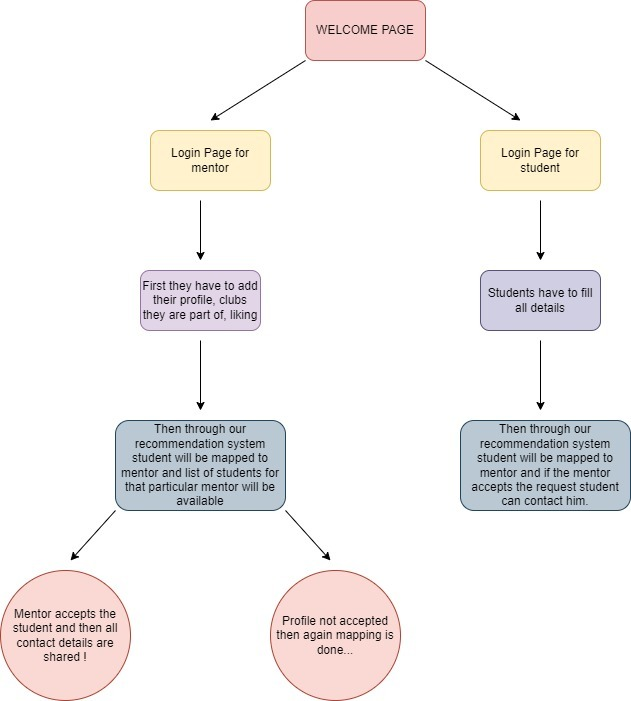 WELCOME PAGE
Login Page for
mentor
Login Page for
student
First they have to add
their profile, clubs
they are part of, liking
Students have to fill
all details
Then through our
recommendation system
student will be mapped to
mentor and list of students for
that particular mentor will be
available
Then through our
recommendation system
student will be mapped to
mentor and if the mentor
accepts the request student
can contact him.
Mentor accepts the
student and then all
contact details are
shared !
Profile not accepted
then again mapping is
done...